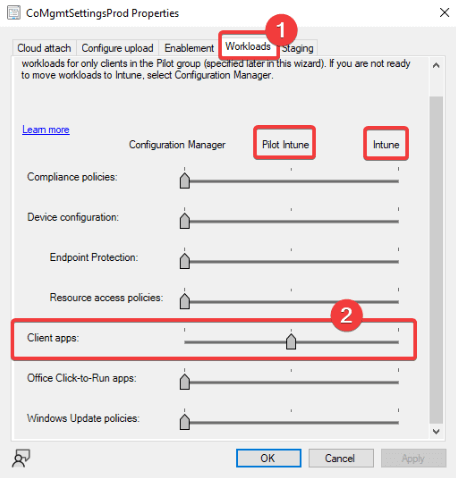 CoMgmtSettingsProd Properties
1
Cloud attach Configure upload Enablement Workloads Staging
workloads for only clients in the Pilot group (specified later in this wizard). If you are not ready
to move workloads to Intune, select Configuration Manager.
Learn more
Configuration Manager Pilot Intune Intune
Compliance policies:
Device configuration:
Endpoint Protection:
Resource access policies:
2
Client apps:
Office Click-to-Run apps:
Windows Update policies:
OK Cancel Apply